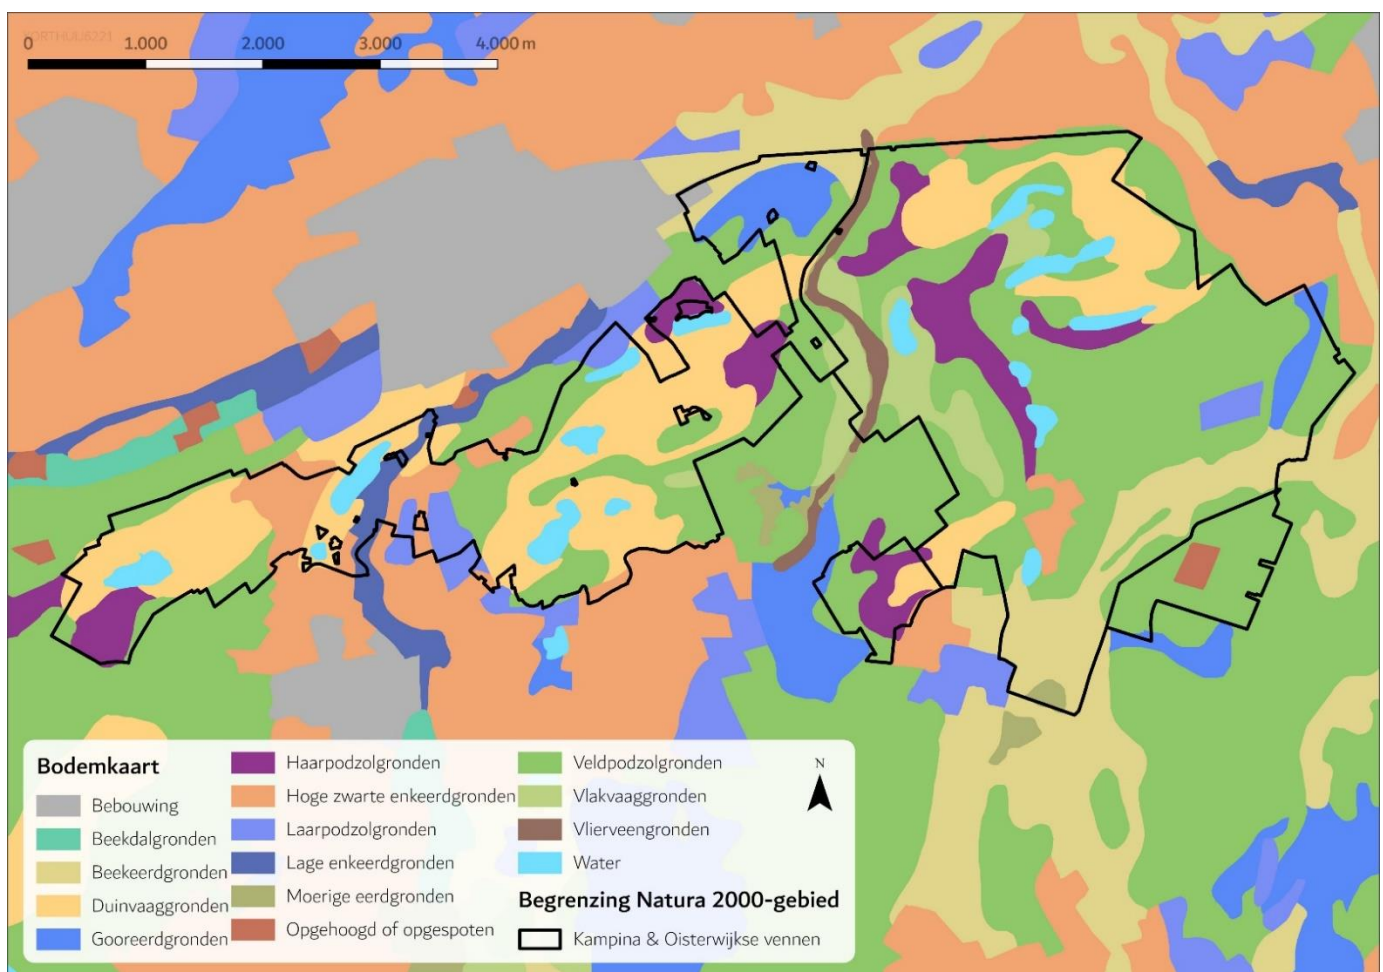 0 1.000 2.000 3.000 4.000 m
Bodemkaart
Bebouwing
Beekdalgronden
Beekeerdgronden
Duinvaaggronden
Gooreerdgronden
Haarpodzolgronden
Hoge zwarte enkeerdgronden
Laarpodzolgronden
Lage enkeerdgronden
Moerige eerdgronden
Opgehoogd of opgespoten
Veldpodzolgronden
Vlakvaaggronden
Vlierveengronden
Water
Begrenzing Natura 2000-gebied
Kampina & Oisterwijkse vennen
N